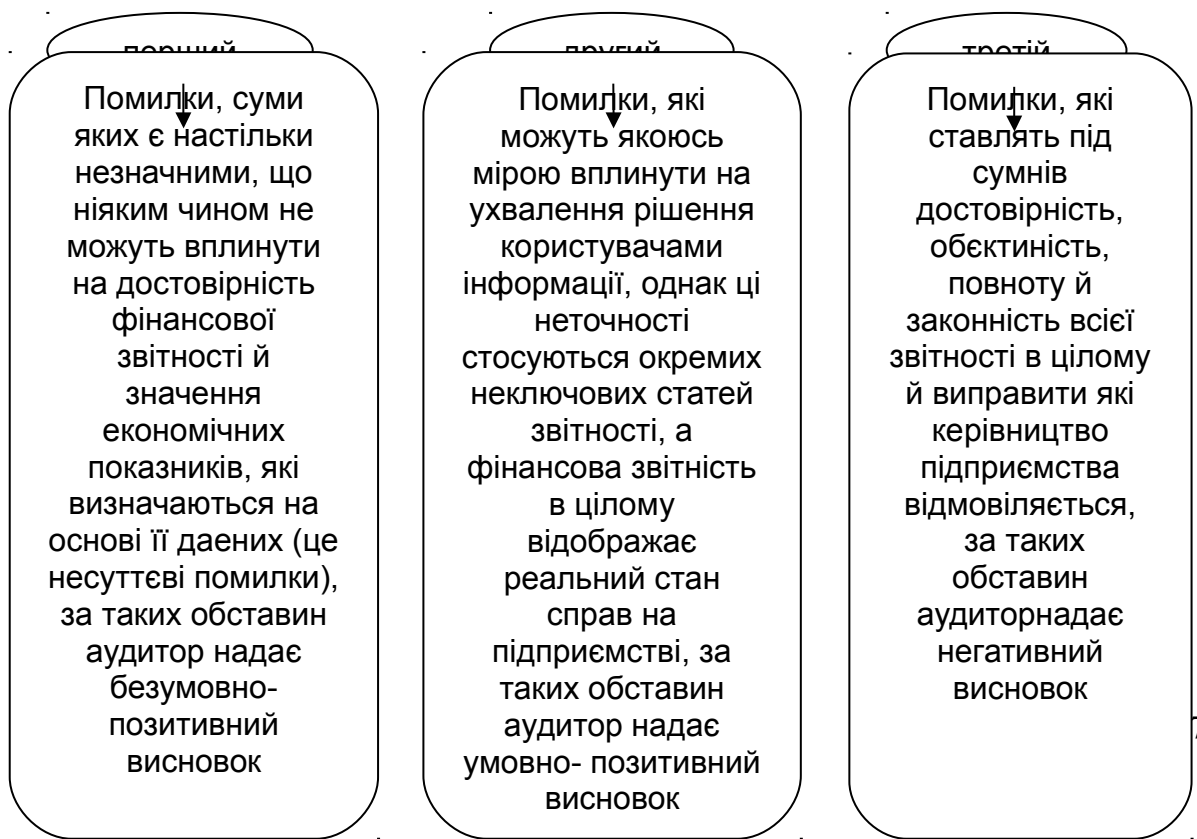 перший
Помилки, суми
яких є настільки
незначними, що
ніяким чином не
можуть вплинути
на достовірність
фінансової
звітності й
значення
економічних
показників, які
визначаються на
основі її даених (це
несуттєві помилки),
за таких обставин
аудитор надає
безумовно-
позитивний
висновок
другий
Помилки, які
можуть якоюсь
мірою вплинути на
ухвалення рішення
користувачами
інформації, однак ці
неточності
стосуються окремих
неключових статей
звітності, а
фінансова звітність
в цілому
відображає
реальний стан
справ на
підприємстві, за
таких обставин
аудитор надає
умовно- позитивний
висновок
третій
Помилки, які
ставлять під
сумнів
достовірність,
обєктиність,
повноту й
законність всієї
звітності в цілому
й виправити які
керівництво
підприємства
відмовіляється,
за таких
обставин
аудиторнадає
негативний
висновок